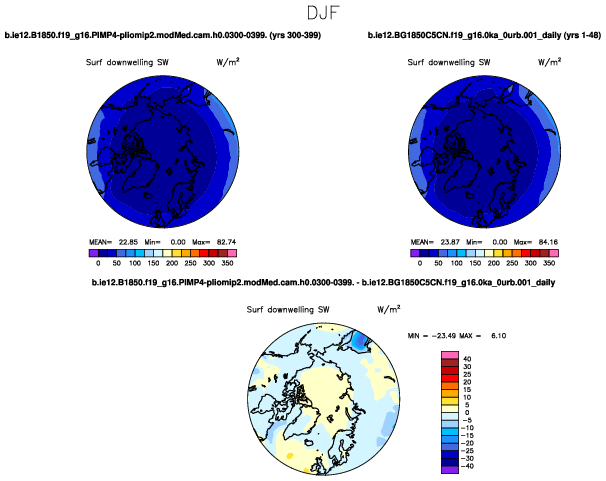 DJF
b.ie12.B1850.f19_g16.PIMP4-pliomip2.modMed.cam.h0.0300-0399. (yrs 300-399)
b.ie12.BG1850C5CN.f19_g16.0ka_0urb.001_daily (yrs 1-48)
Surf downwelling SW W/m²
Surf downwelling SW W/m²
MEAN= 22.85 Min= 0.00 Max= 82.74
MEAN= 23.87 Min= 0.00 Max= 84.16
0 50 100 150 200 250 300 350
0 50 100 150 200 250 300 350
b.ie12.B1850.f19_g16.PIMP4-pliomip2.modMed.cam.h0.0300-0399. - b.ie12.BG1850C5CN.f19_g16.0ka_0urb.001_daily
Surf downwelling SW W/m²
MIN = -23.49 MAX = 6.10
40
35
30
25
20
15
10
5
0
-5
-10
-15
-20
-25
-30
-35
-40